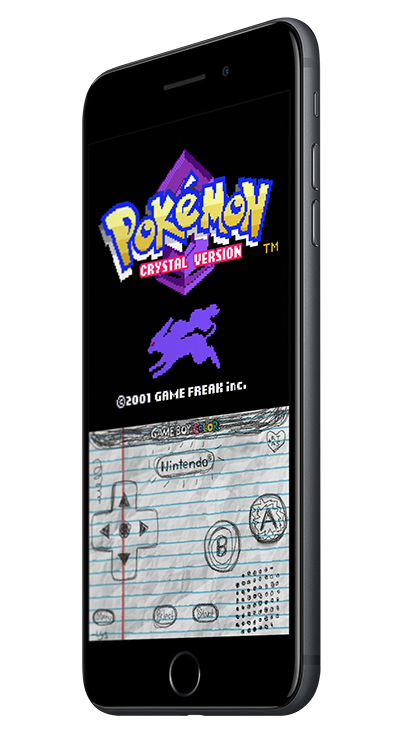 POKéMON
CRYSTAL VERSION
TM
©2001 GAME FREAK inc.
GAME BOY COLOR
Nintendo®
A
B
Select
Start